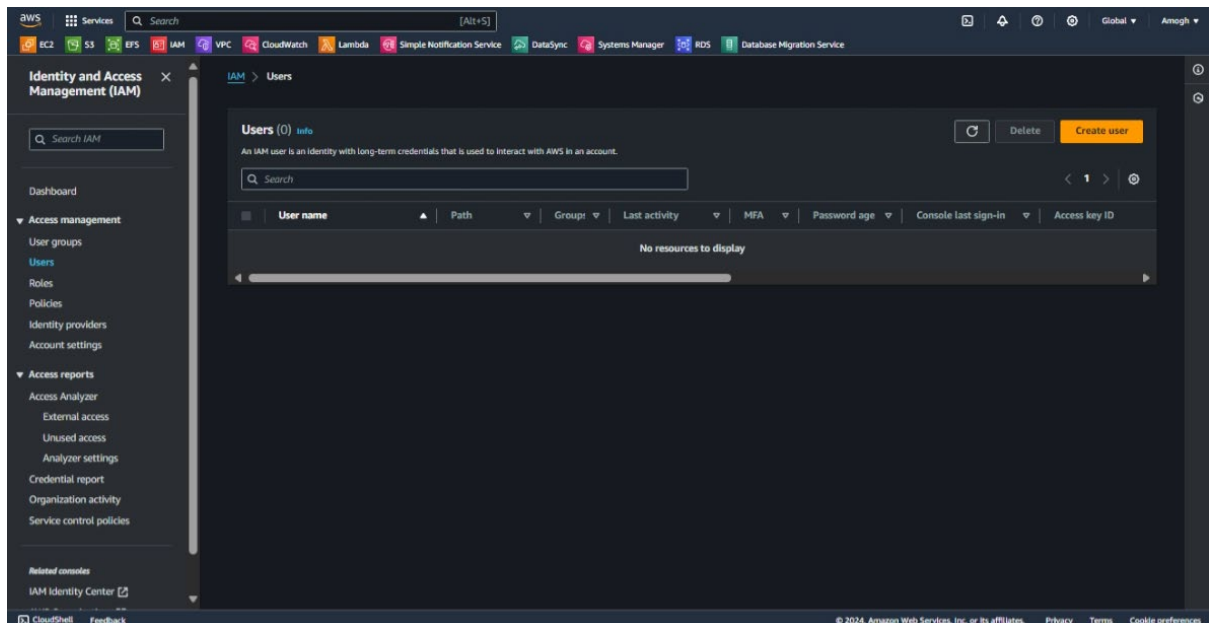 aws Services Search [Alt+S] Global Amogh
EC2 S3 EFS IAM VPC CloudWatch Lambda Simple Notification Service DataSync Systems Manager RDS Database Migration Service
Identity and Access
Management (IAM)
Search IAM
Dashboard
Access management
User groups
Users
Roles
Policies
Identity providers
Account settings
Access reports
Access Analyzer
External access
Unused access
Analyzer settings
Credential report
Organization activity
Service control policies
Related consoles
IAM Identity Center
IAM > Users
Users (0) Info Delete Create user
An IAM user is an identity with long-term credentials that is used to interact with AWS in an account.
Search < 1 >
User name Path Group: Last activity MFA Password age Console last sign-in Access key ID
No resources to display
CloudShell Feedback © 2024, Amazon Web Services, Inc. or its affiliates. Privacy Terms Cookie preferences